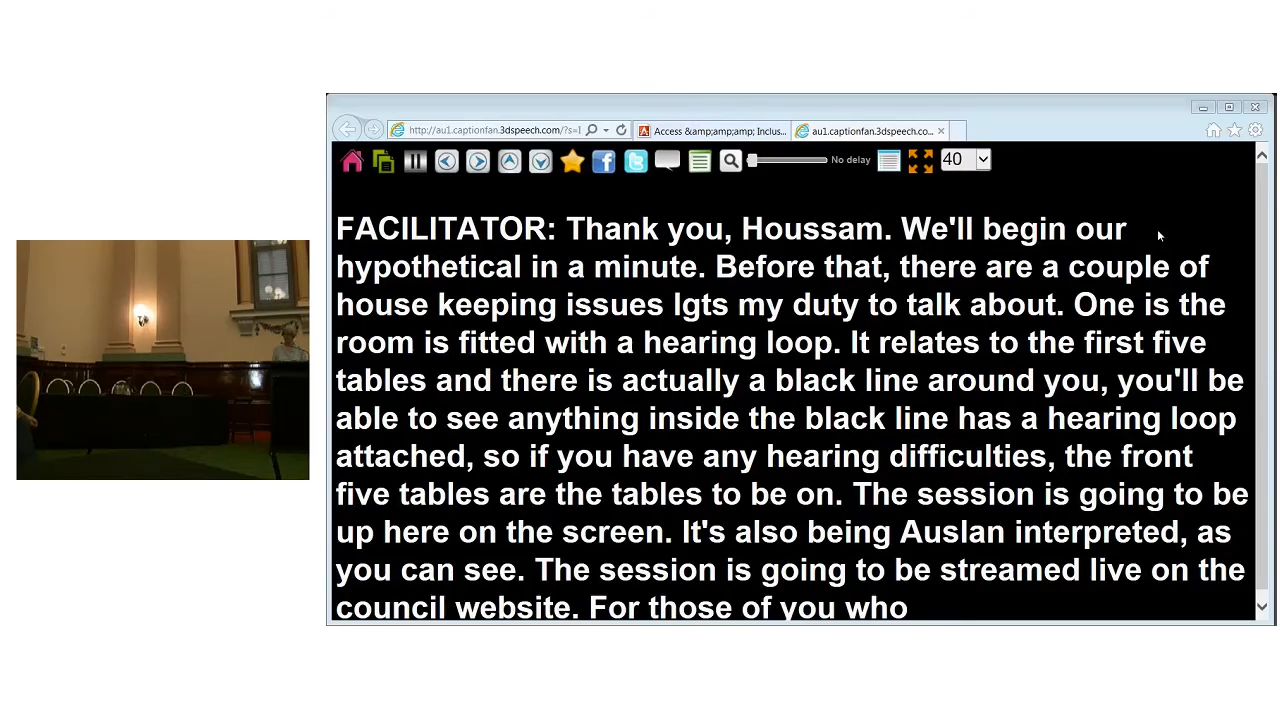 http://au1.captionfan.3dspeech.com/?s=1
Access &amp;amp;amp; Inclus...
au1.captionfan.3dspeech.co...
No delay
40
FACILITATOR: Thank you, Houssam. We'll begin our
hypothetical in a minute. Before that, there are a couple of
house keeping issues Igts my duty to talk about. One is the
room is fitted with a hearing loop. It relates to the first five
tables and there is actually a black line around you, you'll be
able to see anything inside the black line has a hearing loop
attached, so if you have any hearing difficulties, the front
five tables are the tables to be on. The session is going to be
up here on the screen. It's also being Auslan interpreted, as
you can see. The session is going to be streamed live on the
council website. For those of you who